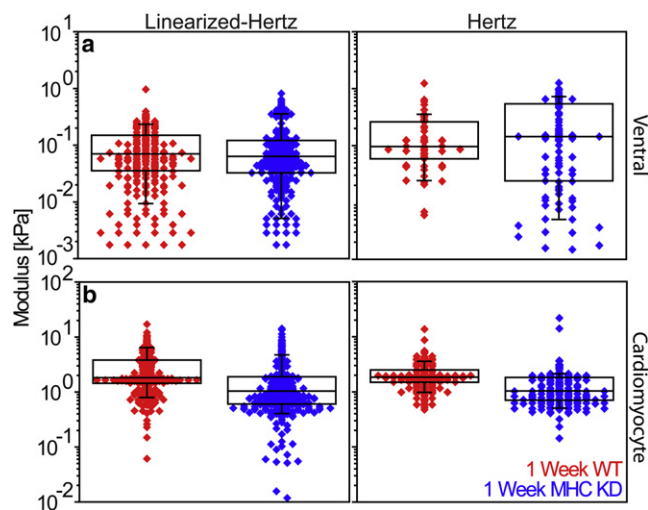 Linearized-Hertz
Hertz
Modulus [kPa]
a
10^1
10^0
10^-1
10^-2
10^-3
Ventral
b
10^2
10^1
10^0
10^-1
10^-2
Cardiomyocyte
1 Week WT
1 Week MHC KD